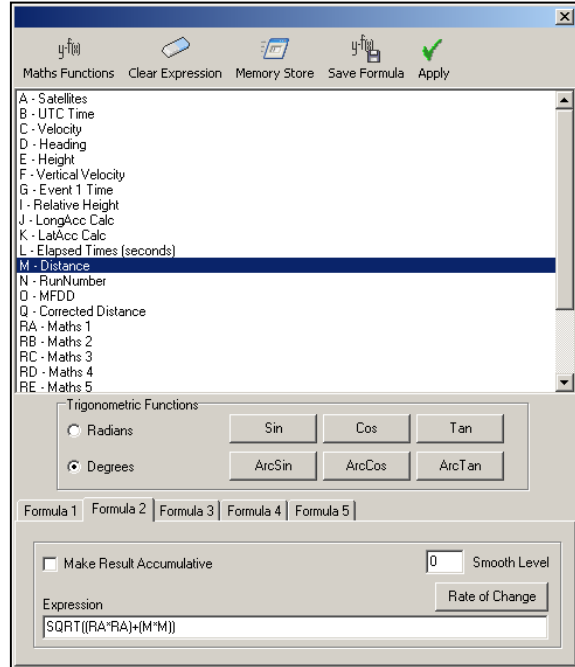 y-f(x) y-f(x)
Maths Functions Clear Expression Memory Store Save Formula Apply
A - Satellites
B - UTC Time
C - Velocity
D - Heading
E - Height
F - Vertical Velocity
G - Event 1 Time
I - Relative Height
J - LongAcc Calc
K - LatAcc Calc
L - Elapsed Times (seconds)
M - Distance
N - RunNumber
O - MFDD
Q - Corrected Distance
RA - Maths 1
RB - Maths 2
RC - Maths 3
RD - Maths 4
RE - Maths 5
Trigonometric Functions
Radians Sin Cos Tan
Degrees ArcSin ArcCos ArcTan
Formula 1 Formula 2 Formula 3 Formula 4 Formula 5
Make Result Accumulative 0 Smooth Level
Expression Rate of Change
SQRT((RA*RA)+(M*M))